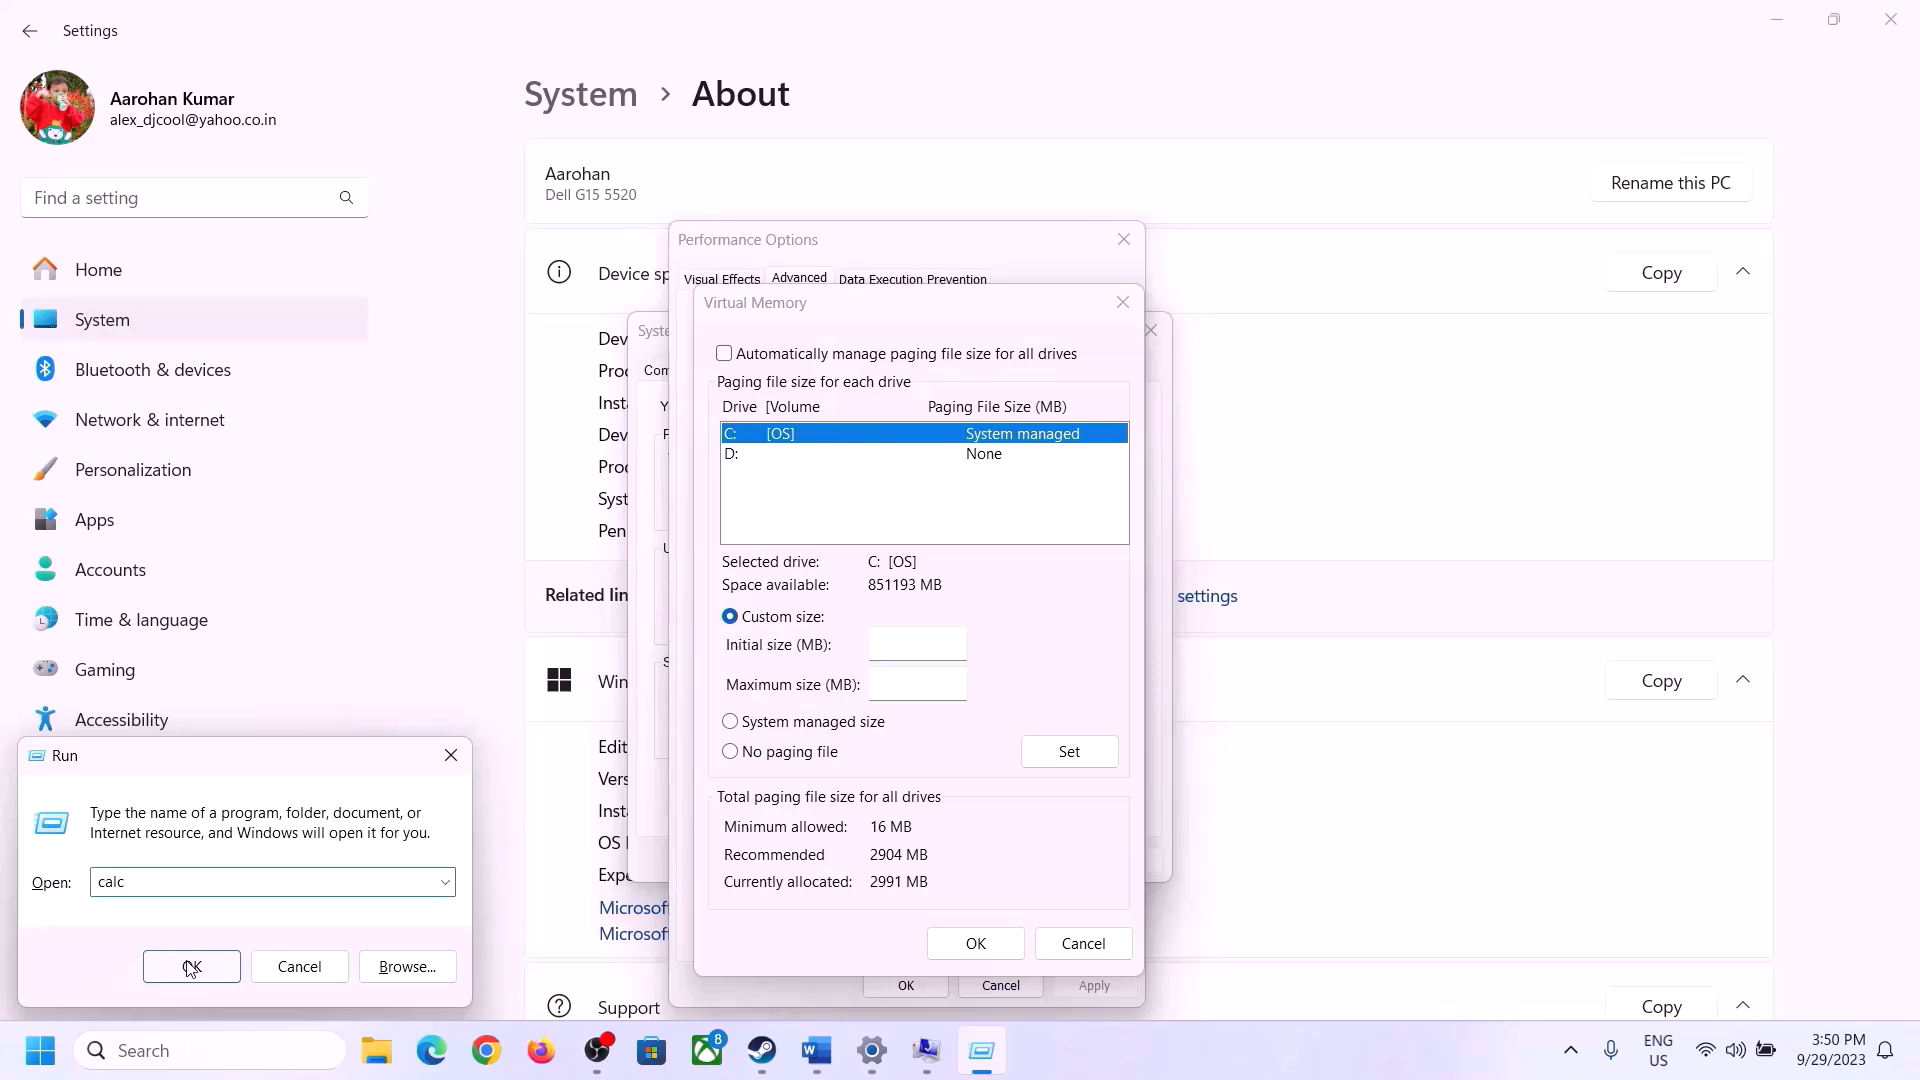 Settings
Aarohan Kumar
alex_djcool@yahoo.co.in
Find a setting
Home
System
Bluetooth & devices
Network & internet
Personalization
Apps
Accounts
Time & language
Gaming
Accessibility
System > About
Aarohan
Dell G15 5520
Rename this PC
Device sp
Copy
Dev
Proc
Insta
Dev
Proc
Syst
Pen
Related lin
settings
Win
Copy
Edit
Vers
Insta
OS
Expe
Microsof
Microsof
Support
Copy
Syste
Com
Performance Options
Visual Effects
Advanced
Data Execution Prevention
OK
Cancel
Apply
Virtual Memory
Automatically manage paging file size for all drives
Paging file size for each drive
Drive [Volume Paging File Size (MB)
C: [OS] System managed
D: None
Selected drive: C: [OS]
Space available: 851193 MB
Custom size:
Initial size (MB):
Maximum size (MB):
System managed size
No paging file
Set
Total paging file size for all drives
Minimum allowed: 16 MB
Recommended 2904 MB
Currently allocated: 2991 MB
OK
Cancel
Run
Type the name of a program, folder, document, or
Internet resource, and Windows will open it for you.
Open: calc
OK
Cancel
Browse...
Search
8
ENG
US
3:50 PM
9/29/2023